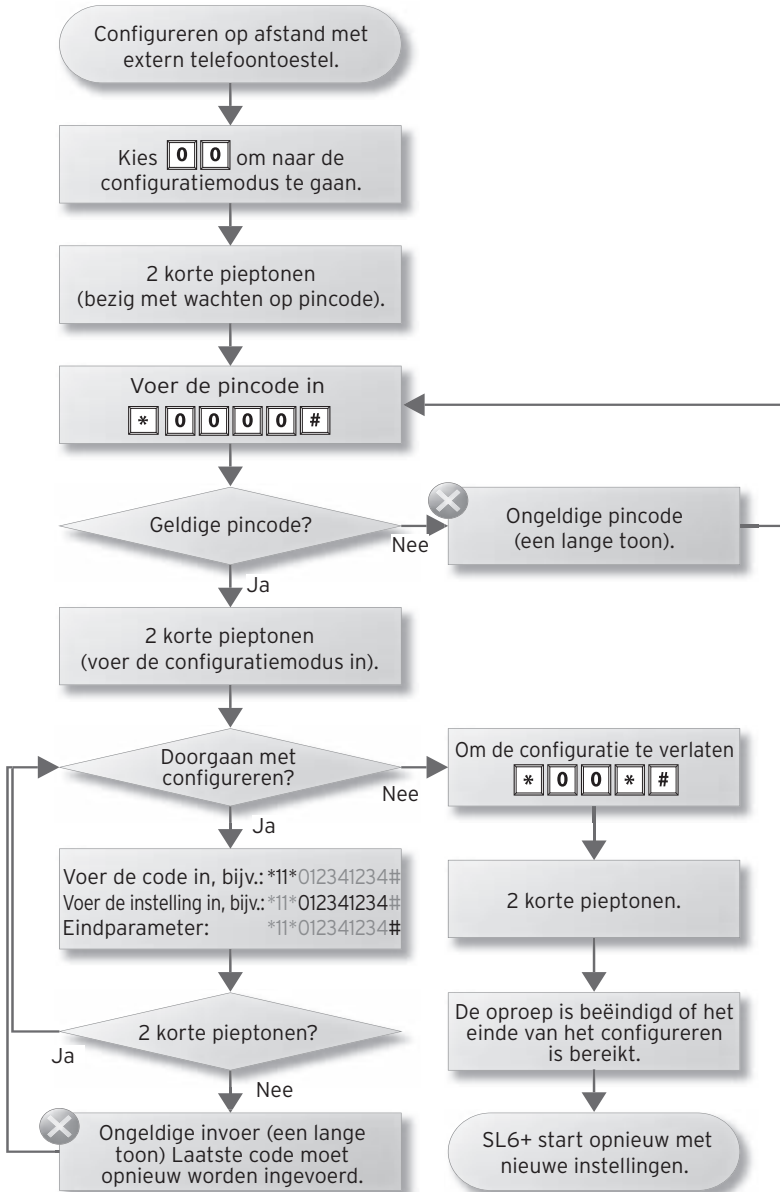 Configureren op afstand met
extern telefoontoestel.
Kies 0 0 om naar de
configuratiemodus te gaan.
2 korte pieptonen
(bezig met wachten op pincode).
Voer de pincode in
* 0 0 0 0 #
Geldige pincode?
Nee
Ongeldige pincode
(een lange toon).
Ja
2 korte pieptonen
(voer de configuratiemodus in).
Doorgaan met
configureren?
Nee
Om de configuratie te verlaten
* 0 0 * #
Ja
Voer de code in, bijv.: *11*012341234#
Voer de instelling in, bijv.: *11*012341234#
Eindparameter: *11*012341234#
2 korte pieptonen.
2 korte pieptonen?
Ja
Nee
De oproep is beëindigd of het
einde van het configureren
is bereikt.
Ongeldige invoer (een lange
toon) Laatste code moet
opnieuw worden ingevoerd.
SL6+ start opnieuw met
nieuwe instellingen.